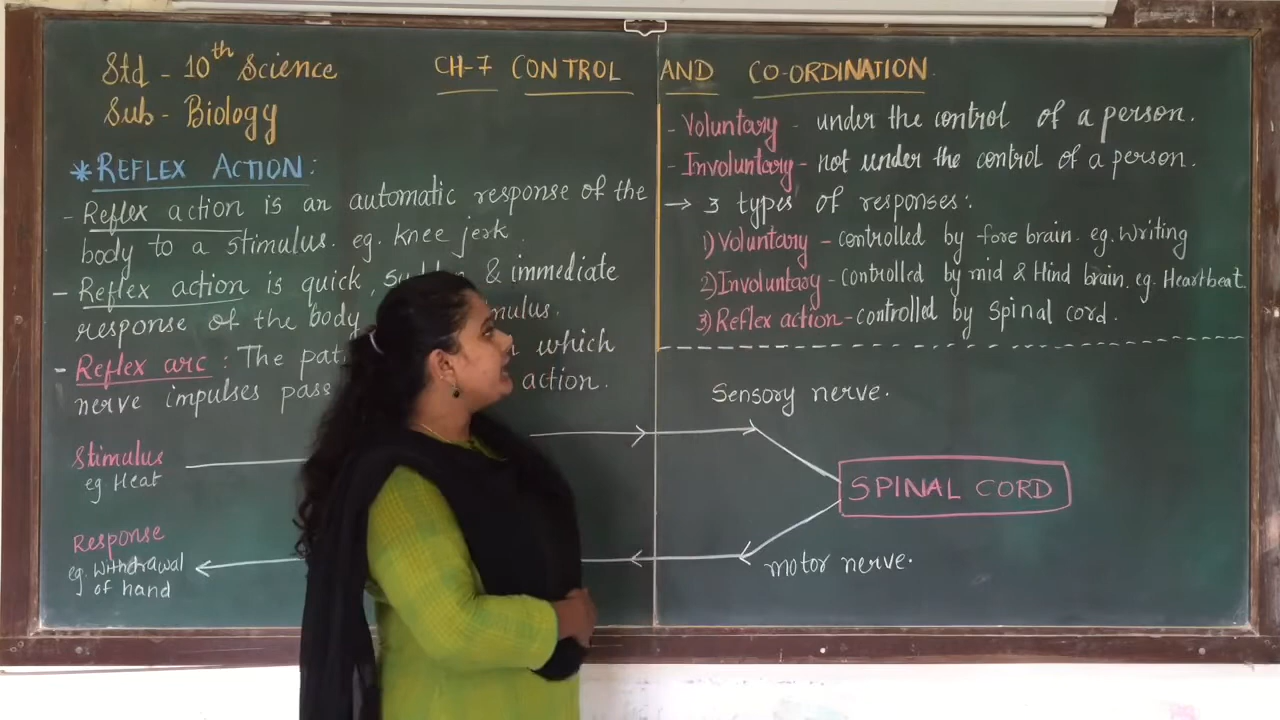 Std - 10th Science
Sub - Biology
CH-7 CONTROL AND CO-ORDINATION
* REFLEX ACTION:
- Reflex action is an automatic response of the
body to a stimulus. eg. knee jerk.
- Reflex action is quick, & immediate
response of the body
- Reflex arc : The which
nerve impulses pass action.
Stimulus
eg Heat
Response
eg. withdrawal
of hand
- Voluntary - under the control of a person.
- Involuntary - not under the control of a person.
→ 3 types of responses:
1) Voluntary - controlled by fore brain. eg. Writing
2) Involuntary - controlled by mid & Hind brain. eg. Heartbeat.
3) Reflex action - controlled by Spinal cord.
Sensory nerve.
SPINAL CORD
motor nerve.